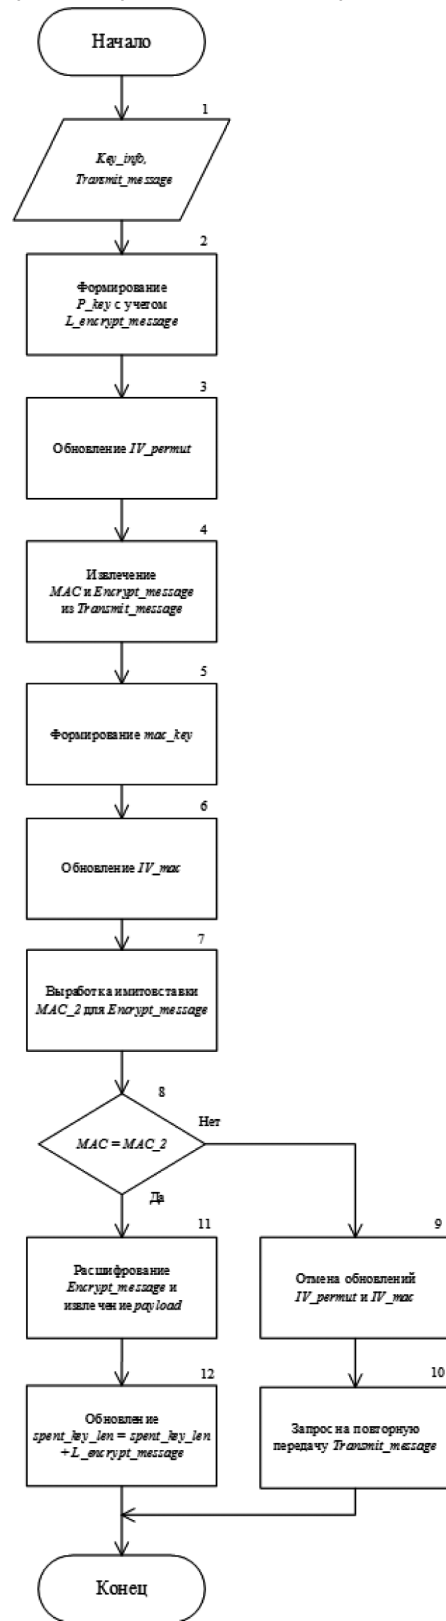 Начало
1
Key_info,
Transmit_message
2
Формирование
P_key с учетом
L_encrypt_message
3
Обновление IV_permut
4
Извлечение
MAC и Encrypt_message
из Transmit_message
5
Формирование mac_key
6
Обновление IV_mac
7
Выработка имитовставки
MAC_2 для Encrypt_message
8
MAC = MAC_2
Нет
Да
11
Расшифрование
Encrypt_message и
извлечение payload
9
Отмена обновлений
IV_permut и IV_mac
12
Обновление
spent_key_len = spent_key_len
+ L_encrypt_message
10
Запрос на повторную
передачу Transmit_message
Конец